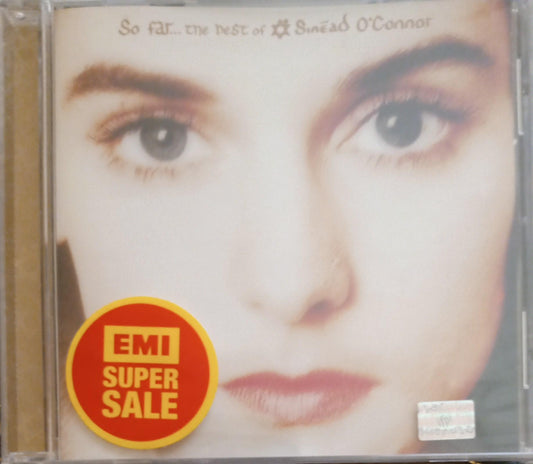 So far... the best of Sinéad O'Connor
EMI
SUPER
SALE